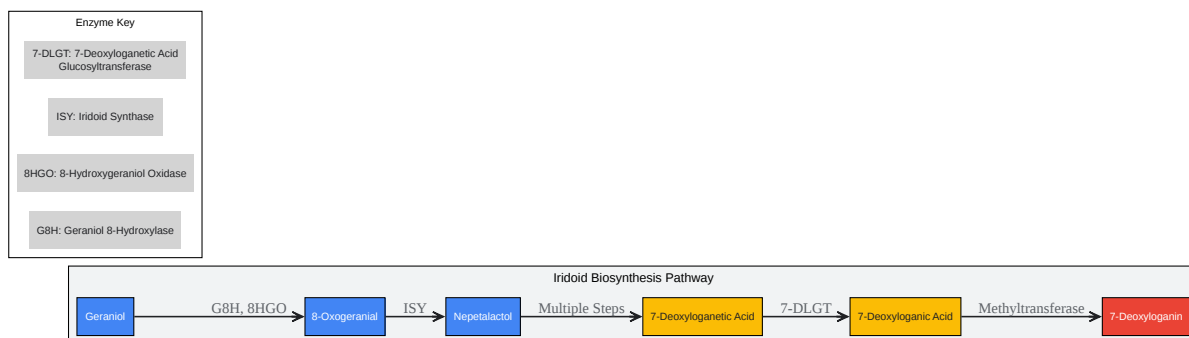 Enzyme Key
7-DLGT: 7-Deoxyloganetic Acid
Glucosyltransferase
ISY: Iridoid Synthase
8HGO: 8-Hydroxygeraniol Oxidase
G8H: Geraniol 8-Hydroxylase
Iridoid Biosynthesis Pathway
Geraniol
G8H, 8HGO
8-Oxogeranial
ISY
Nepetalactol
Multiple Steps
7-Deoxyloganetic Acid
7-DLGT
7-Deoxyloganic Acid
Methyltransferase
7-Deoxyloganin